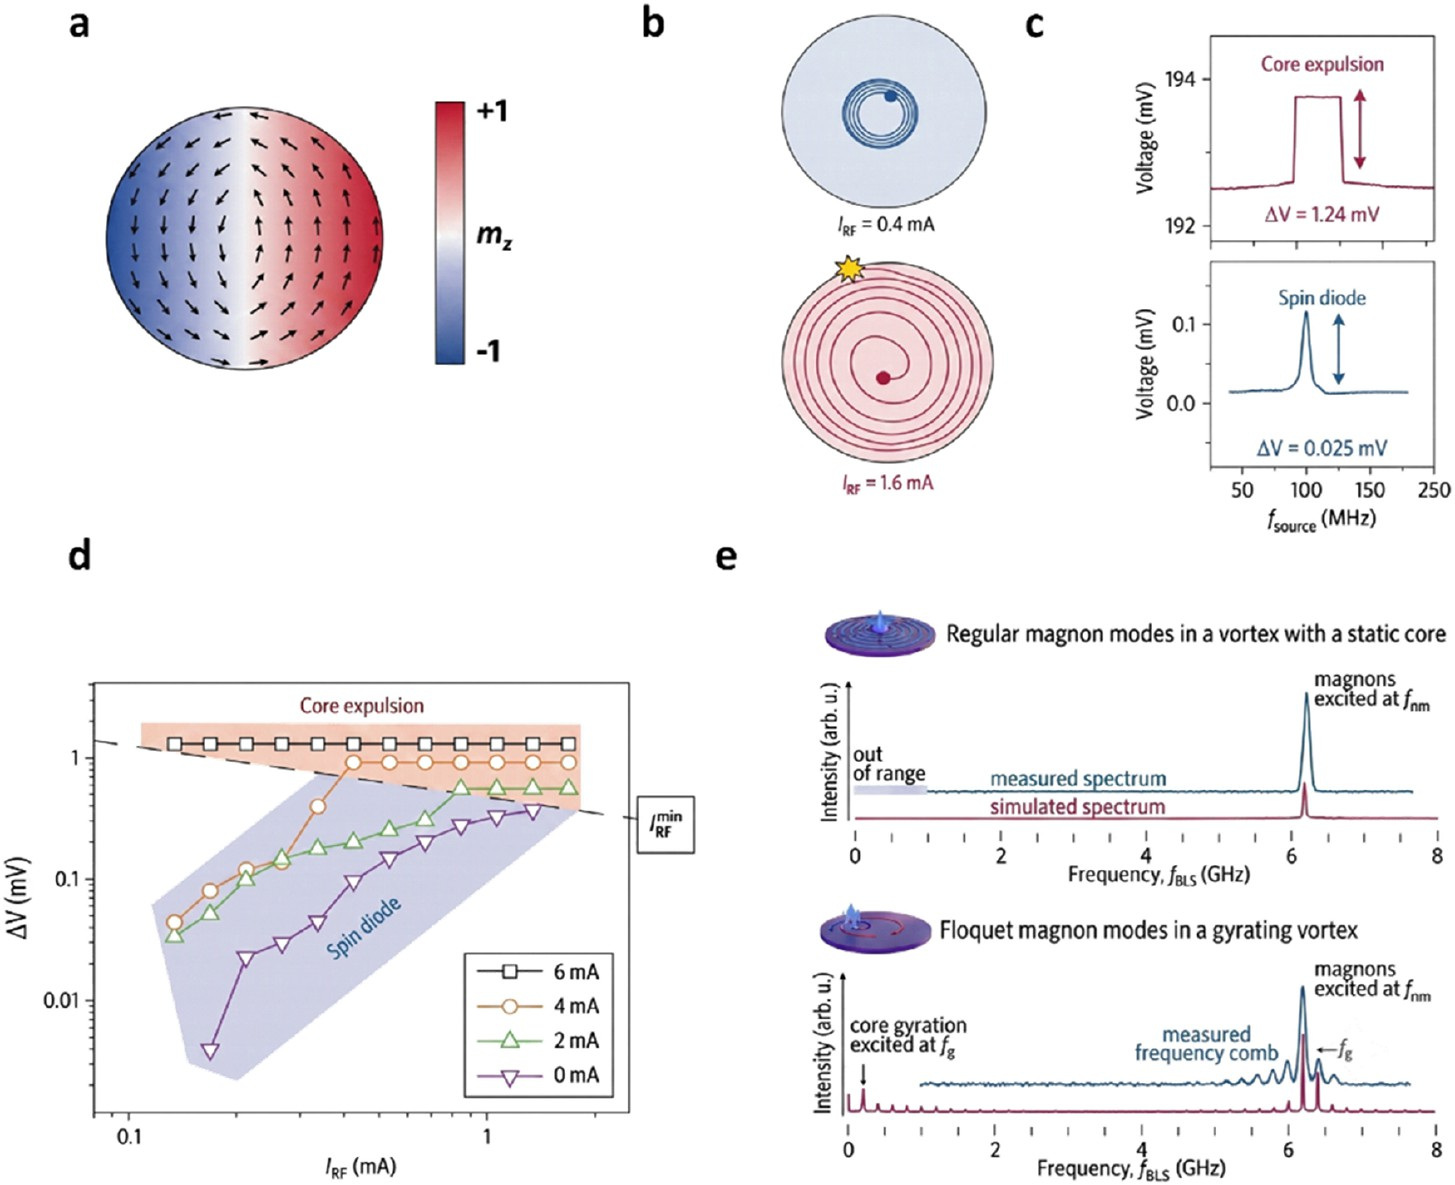 a
+1
m_z
-1
b
I_RF = 0.4 mA
I_RF = 1.6 mA
c
Voltage (mV)
194
192
Core expulsion
ΔV = 1.24 mV
Voltage (mV)
0.1
0.0
Spin diode
ΔV = 0.025 mV
50 100 150 250
f_source (MHz)
d
ΔV (mV)
1
0.1
0.01
Core expulsion
Spin diode
I_RF^min
6 mA
4 mA
2 mA
0 mA
0.1 1
I_RF (mA)
e
Regular magnon modes in a vortex with a static core
Intensity (arb. u.)
magnons
excited at f_nm
out
of range
measured spectrum
simulated spectrum
0 2 4 6 8
Frequency, f_BLS (GHz)
Floquet magnon modes in a gyrating vortex
Intensity (arb. u.)
magnons
excited at f_nm
core gyration
excited at f_g
measured
frequency comb
←f_g
0 2 4 6 8
Frequency, f_BLS (GHz)